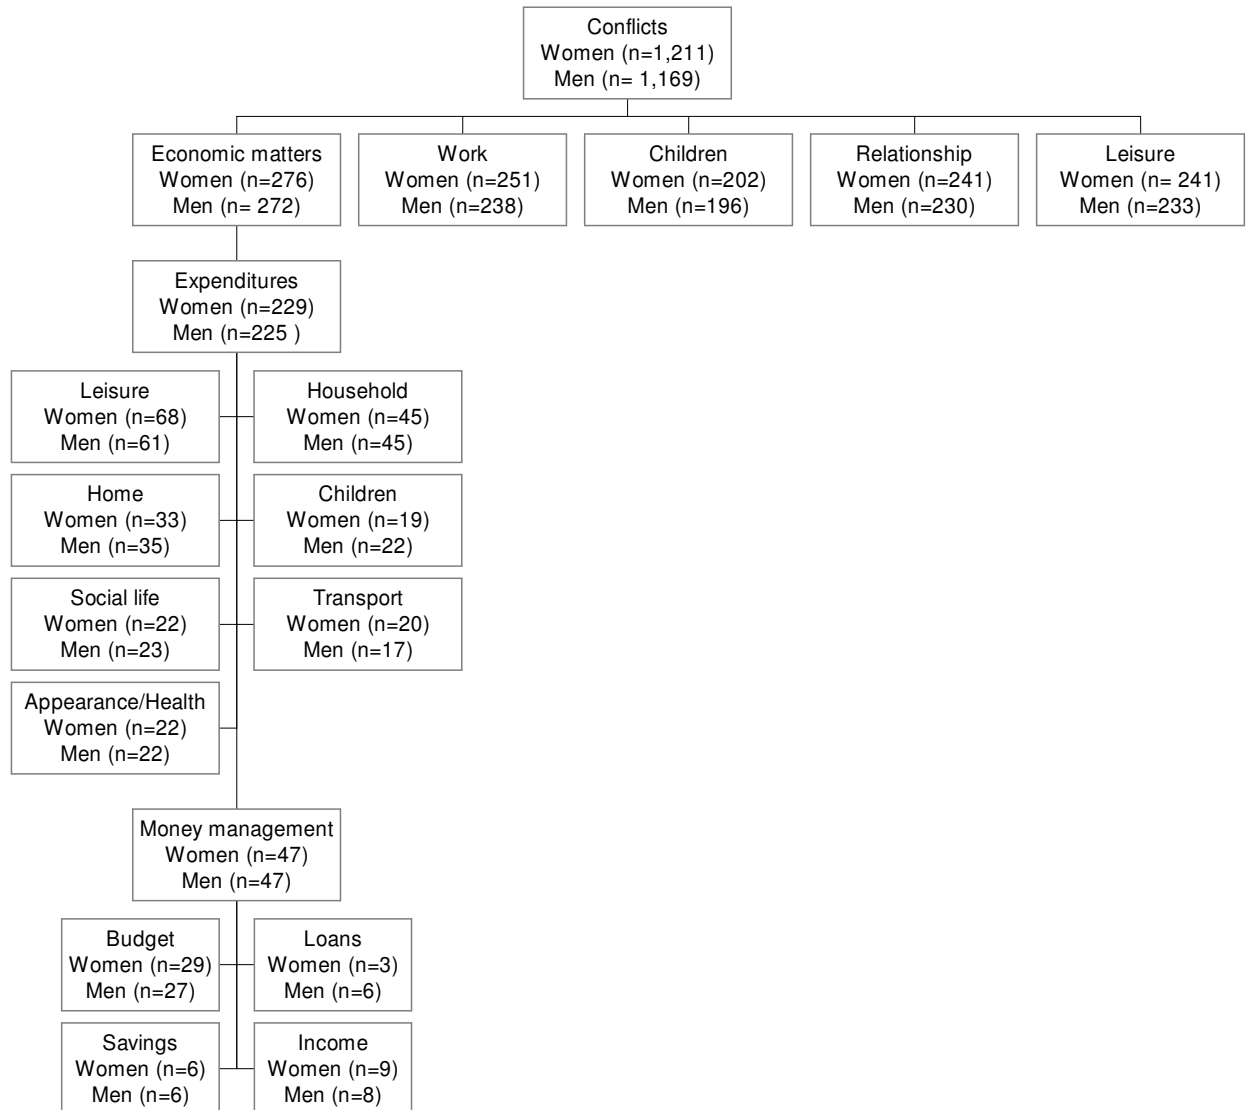 Conflicts
Women (n=1,211)
Men (n= 1,169)
Economic matters
Women (n=276)
Men (n= 272)
Work
Women (n=251)
Men (n=238)
Children
Women (n=202)
Men (n=196)
Relationship
Women (n=241)
Men (n=230)
Leisure
Women (n= 241)
Men (n=233)
Expenditures
Women (n=229)
Men (n=225 )
Leisure
Women (n=68)
Men (n=61)
Household
Women (n=45)
Men (n=45)
Home
Women (n=33)
Men (n=35)
Children
Women (n=19)
Men (n=22)
Social life
Women (n=22)
Men (n=23)
Transport
Women (n=20)
Men (n=17)
Appearance/Health
Women (n=22)
Men (n=22)
Money management
Women (n=47)
Men (n=47)
Budget
Women (n=29)
Men (n=27)
Loans
Women (n=3)
Men (n=6)
Savings
Women (n=6)
Men (n=6)
Income
Women (n=9)
Men (n=8)